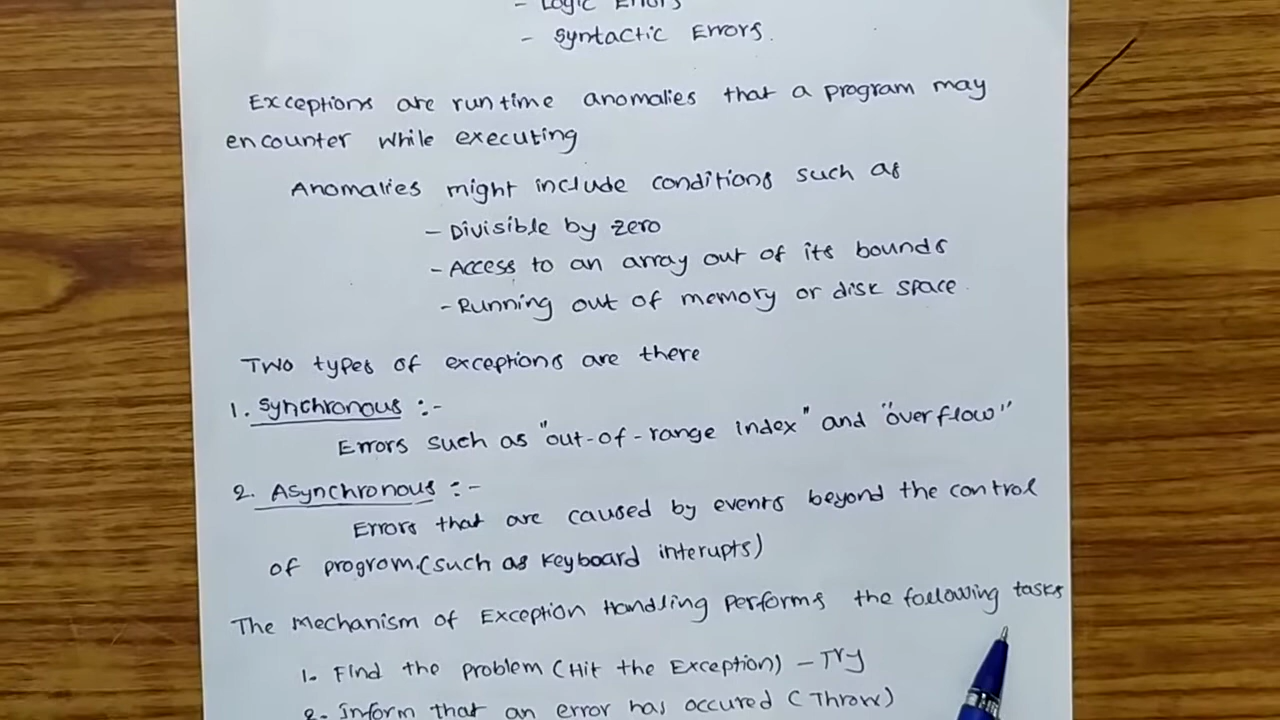 - Logic Errors
- Syntactic Errors.
Exceptions are runtime anomalies that a program may
encounter while executing
Anomalies might include conditions such as
- Divisible by zero
- Access to an array out of its bounds
- Running out of memory or disk space.
Two types of exceptions are there
1. Synchronous :-
Errors such as "out-of-range index" and "overflow"
2. Asynchronous :-
Errors that are caused by events beyond the control
of program.(such as keyboard interupts)
The Mechanism of Exception Handling Performs the following tasks
1. Find the problem (Hit the Exception) - Try
2. Inform that an error has occured (Throw)